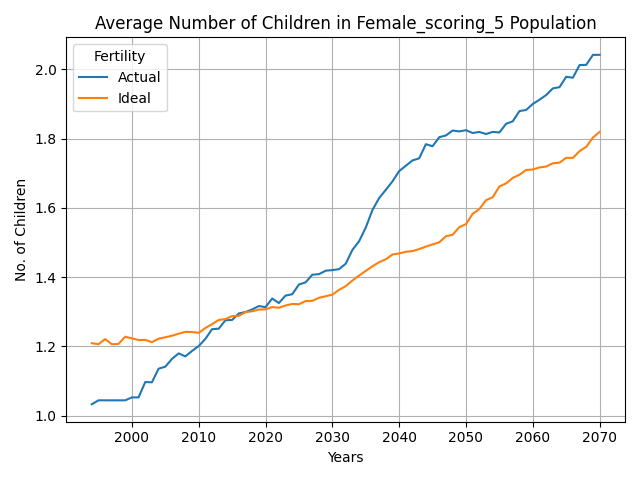 Average Number of Children in Female_scoring_5 Population
Fertility
Actual
Ideal
No. of Children
2.0
1.8
1.6
1.4
1.2
1.0
2000 2010 2020 2030 2040 2050 2060 2070
Years